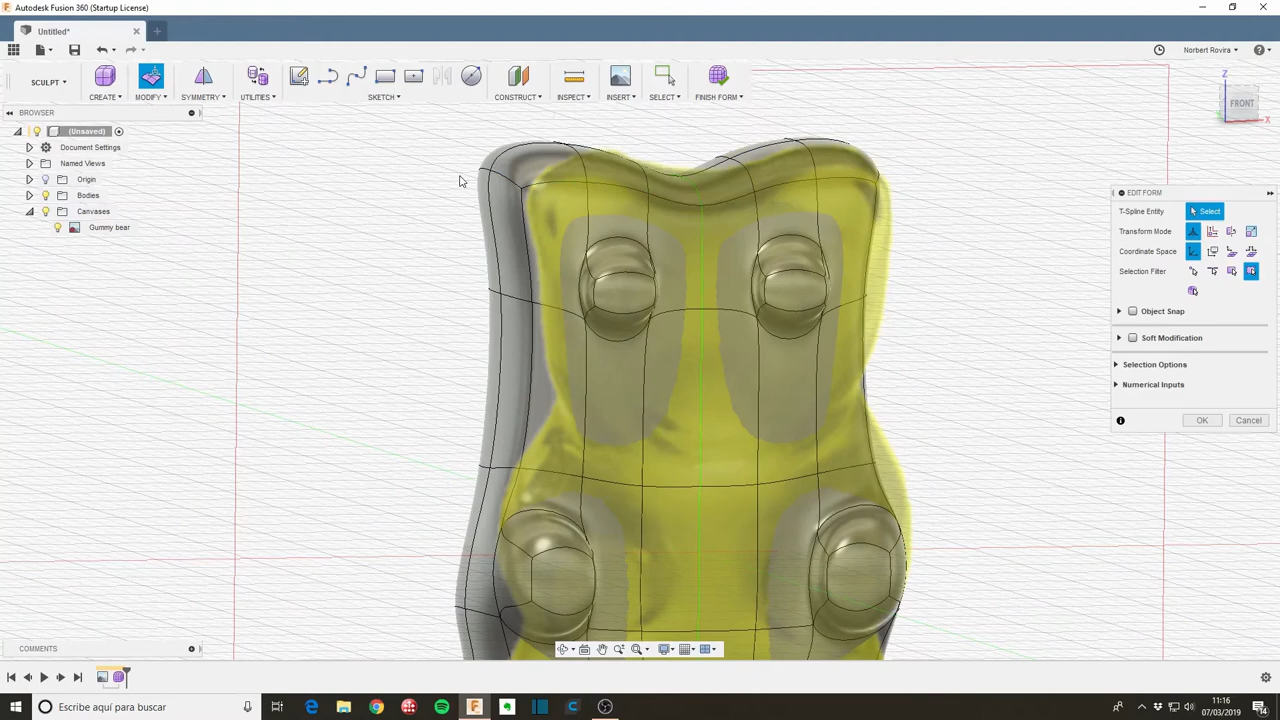 Autodesk Fusion 360 (Startup License)
Untitled*
Norbert Rovira
SCULPT
CREATE
MODIFY
SYMMETRY
UTILITIES
SKETCH
CONSTRUCT
INSPECT
INSERT
SELECT
FINISH FORM
BROWSER
(Unsaved)
Document Settings
Named Views
Origin
Bodies
Canvases
Gummy bear
Z
FRONT
X
EDIT FORM
T-Spline Entity
Select
Transform Mode
Coordinate Space
Selection Filter
Object Snap
Soft Modification
Selection Options
Numerical Inputs
OK
Cancel
COMMENTS
Escribe aquí para buscar
11:16
07/03/2019
14